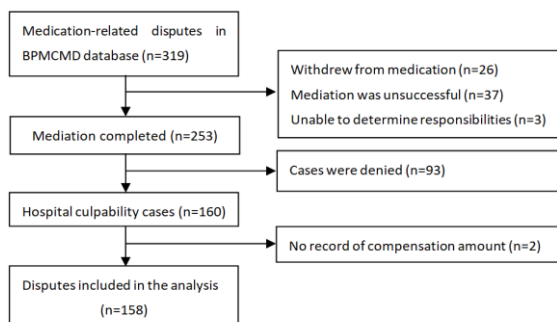 Medication-related disputes in
BPMCMD database (n=319)
Withdrew from medication (n=26)
Mediation was unsuccessful (n=37)
Unable to determine responsibilities (n=3)
Mediation completed (n=253)
Cases were denied (n=93)
Hospital culpability cases (n=160)
No record of compensation amount (n=2)
Disputes included in the analysis
(n=158)